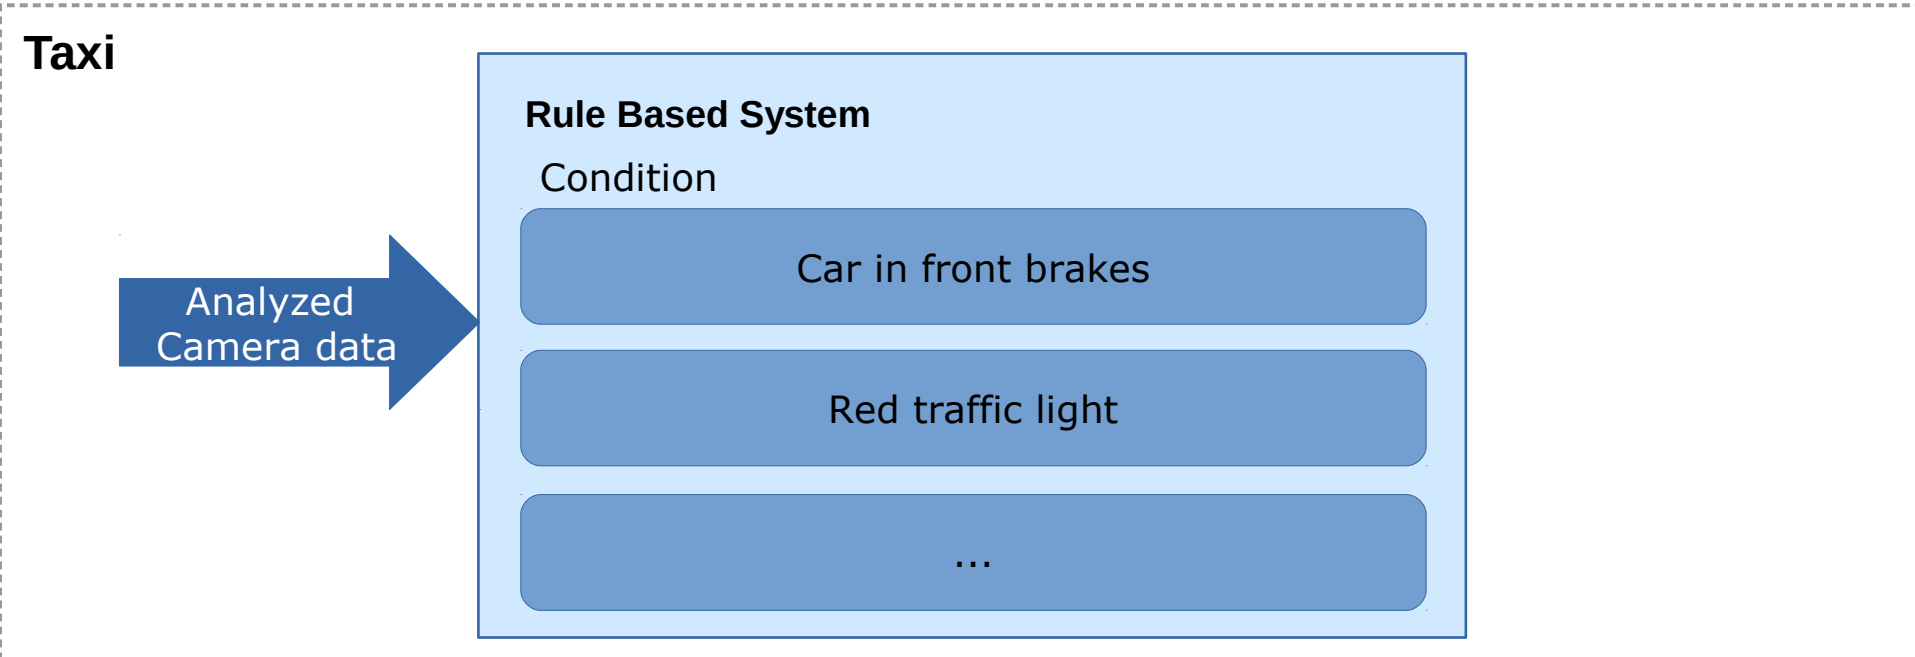 Taxi
Rule Based System
Condition
Car in front brakes
Analyzed
Camera data
Red traffic light
...